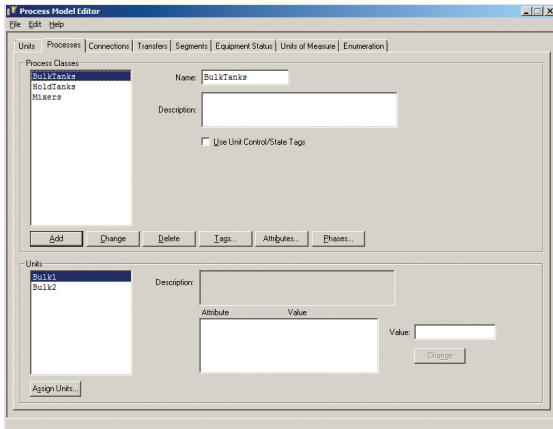 Process Model Editor
File Edit Help
Units Processes Connections Transfers Segments Equipment Status Units of Measure Enumeration
Process Classes
BulkTanks
HoldTanks
Mixers
Name: BulkTanks
Description:
Use Unit Control/State Tags
Add Change Delete Tags... Attributes... Phases...
Units
Bulk1
Bulk2
Description:
Attribute Value
Value:
Change
Assign Units...